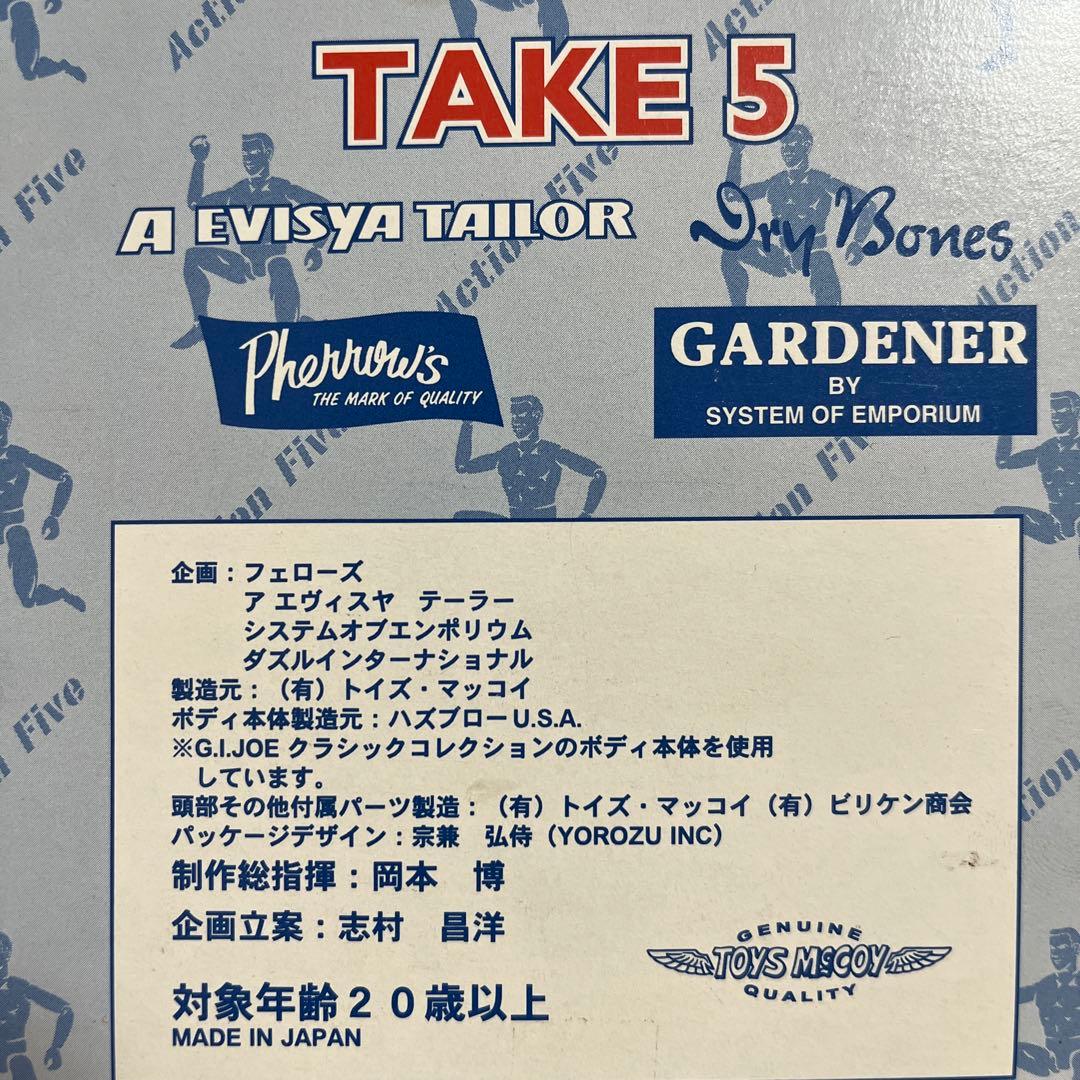 TAKE 5
A EVISYA TAILOR
Dry Bones
Pherrow's
THE MARK OF QUALITY
GARDENER
BY
SYSTEM OF EMPORIUM
Action
Five
Action
Action
Five
Action
Five
Five
企画：フェローズ
ア エヴィスヤ テーラー
システムオブエンポリウム
ダズルインターナショナル
製造元：（有）トイズ・マッコイ
ボディ本体製造元：ハズブローU.S.A.
※G.I.JOE クラシックコレクションのボディ本体を使用
しています。
頭部その他付属パーツ製造：（有）トイズ・マッコイ（有）ビリケン商会
パッケージデザイン：宗兼 弘侍（YOROZU INC）
制作総指揮：岡本 博
企画立案：志村 昌洋
対象年齢２０歳以上
MADE IN JAPAN
GENUINE
TOYS McCOY
QUALITY